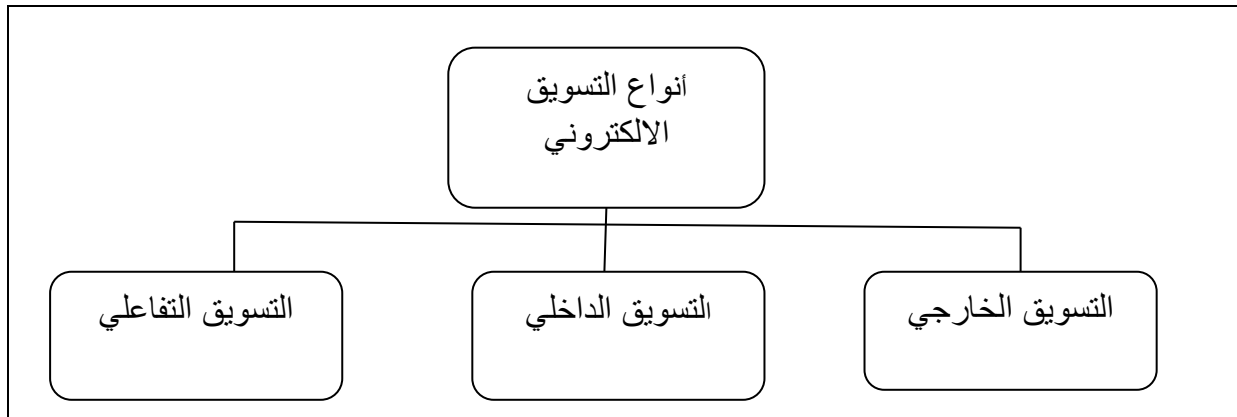 أنواع التسويق
الالكتروني
التسويق الخارجي
التسويق الداخلي
التسويق التفاعلي